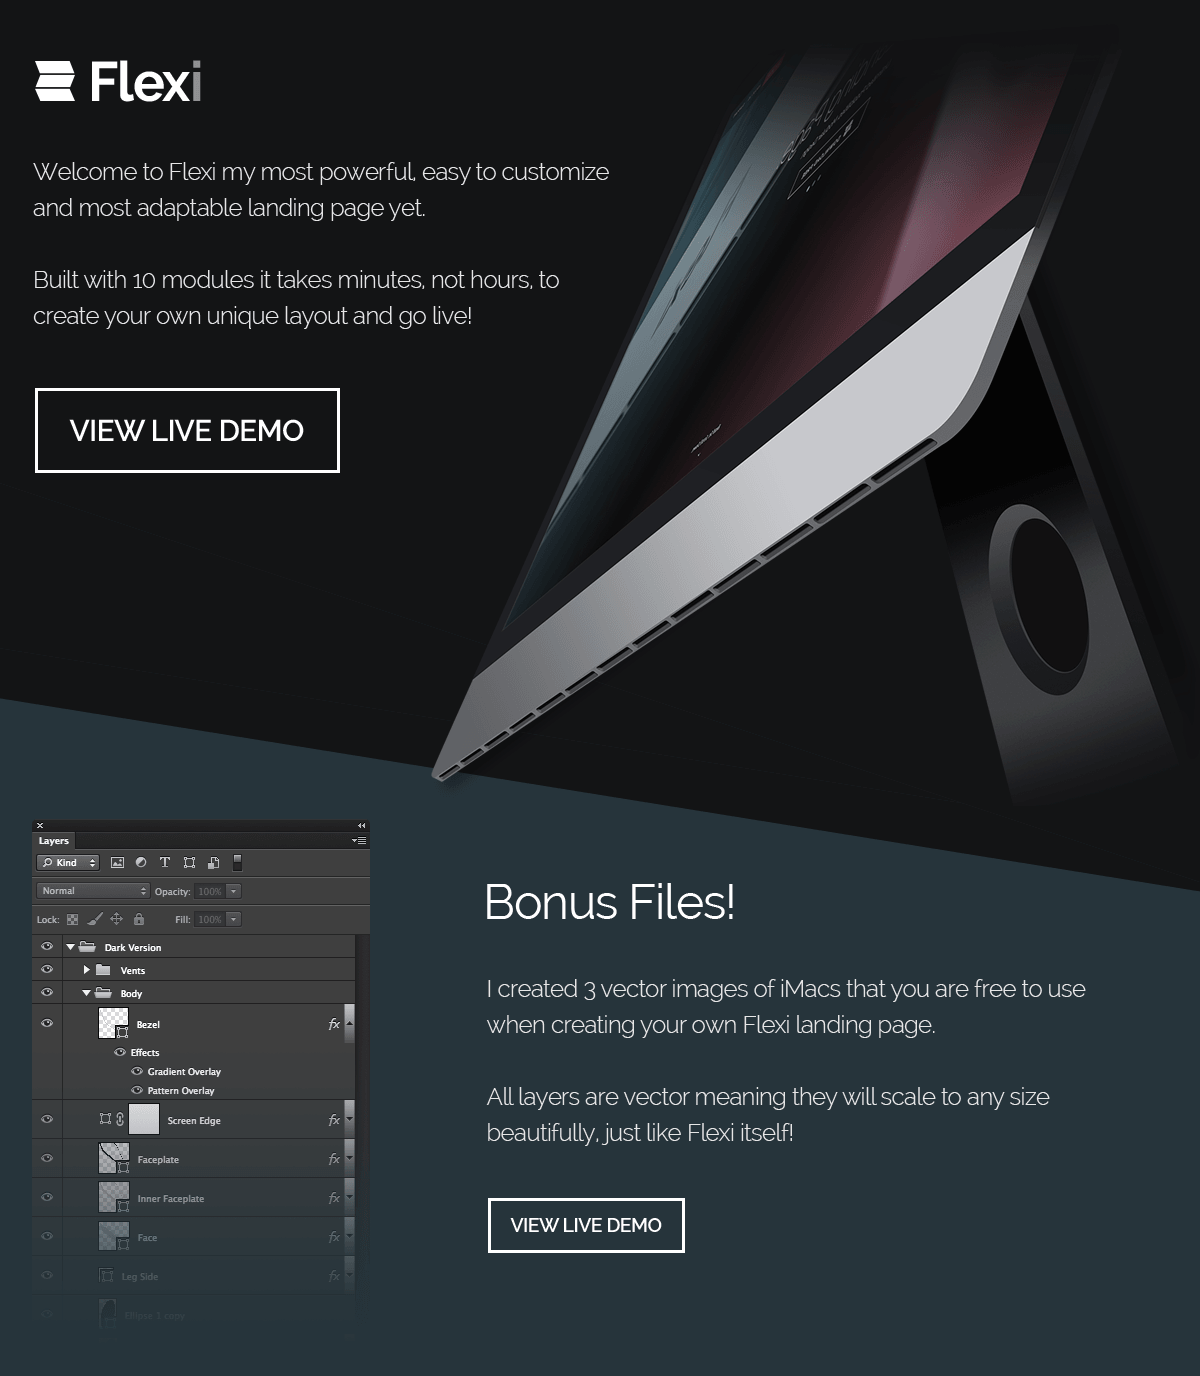 Flexi
Welcome to Flexi my most powerful, easy to customize
and most adaptable landing page yet.
Built with 10 modules it takes minutes, not hours, to
create your own unique layout and go live!
VIEW LIVE DEMO
Layers
Kind
Normal
Opacity: 100%
Lock:
Fill: 100%
Dark Version
Vents
Body
Bezel fx
Effects
Gradient Overlay
Pattern Overlay
Screen Edge fx
Faceplate fx
Inner Faceplate fx
Face fx
Leg Side fx
Ellipse 3 copy
Bonus Files!
I created 3 vector images of iMacs that you are free to use
when creating your own Flexi landing page.
All layers are vector meaning they will scale to any size
beautifully, just like Flexi itself!
VIEW LIVE DEMO